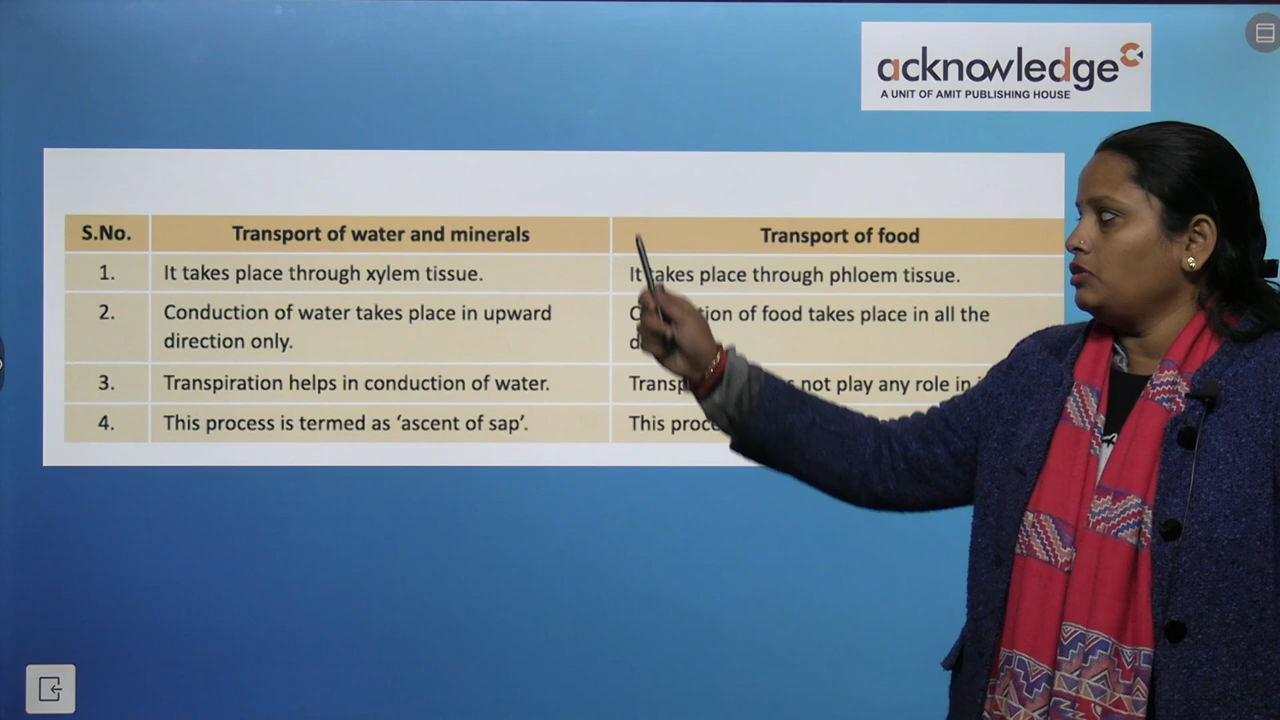 acknowledge
A UNIT OF AMIT PUBLISHING HOUSE
S.No. Transport of water and minerals Transport of food
1. It takes place through xylem tissue. It takes place through phloem tissue.
2. Conduction of water takes place in upward of food takes place in all the
direction only.
3. Transpiration helps in conduction of water. not play any role in
4. This process is termed as ‘ascent of sap’. This